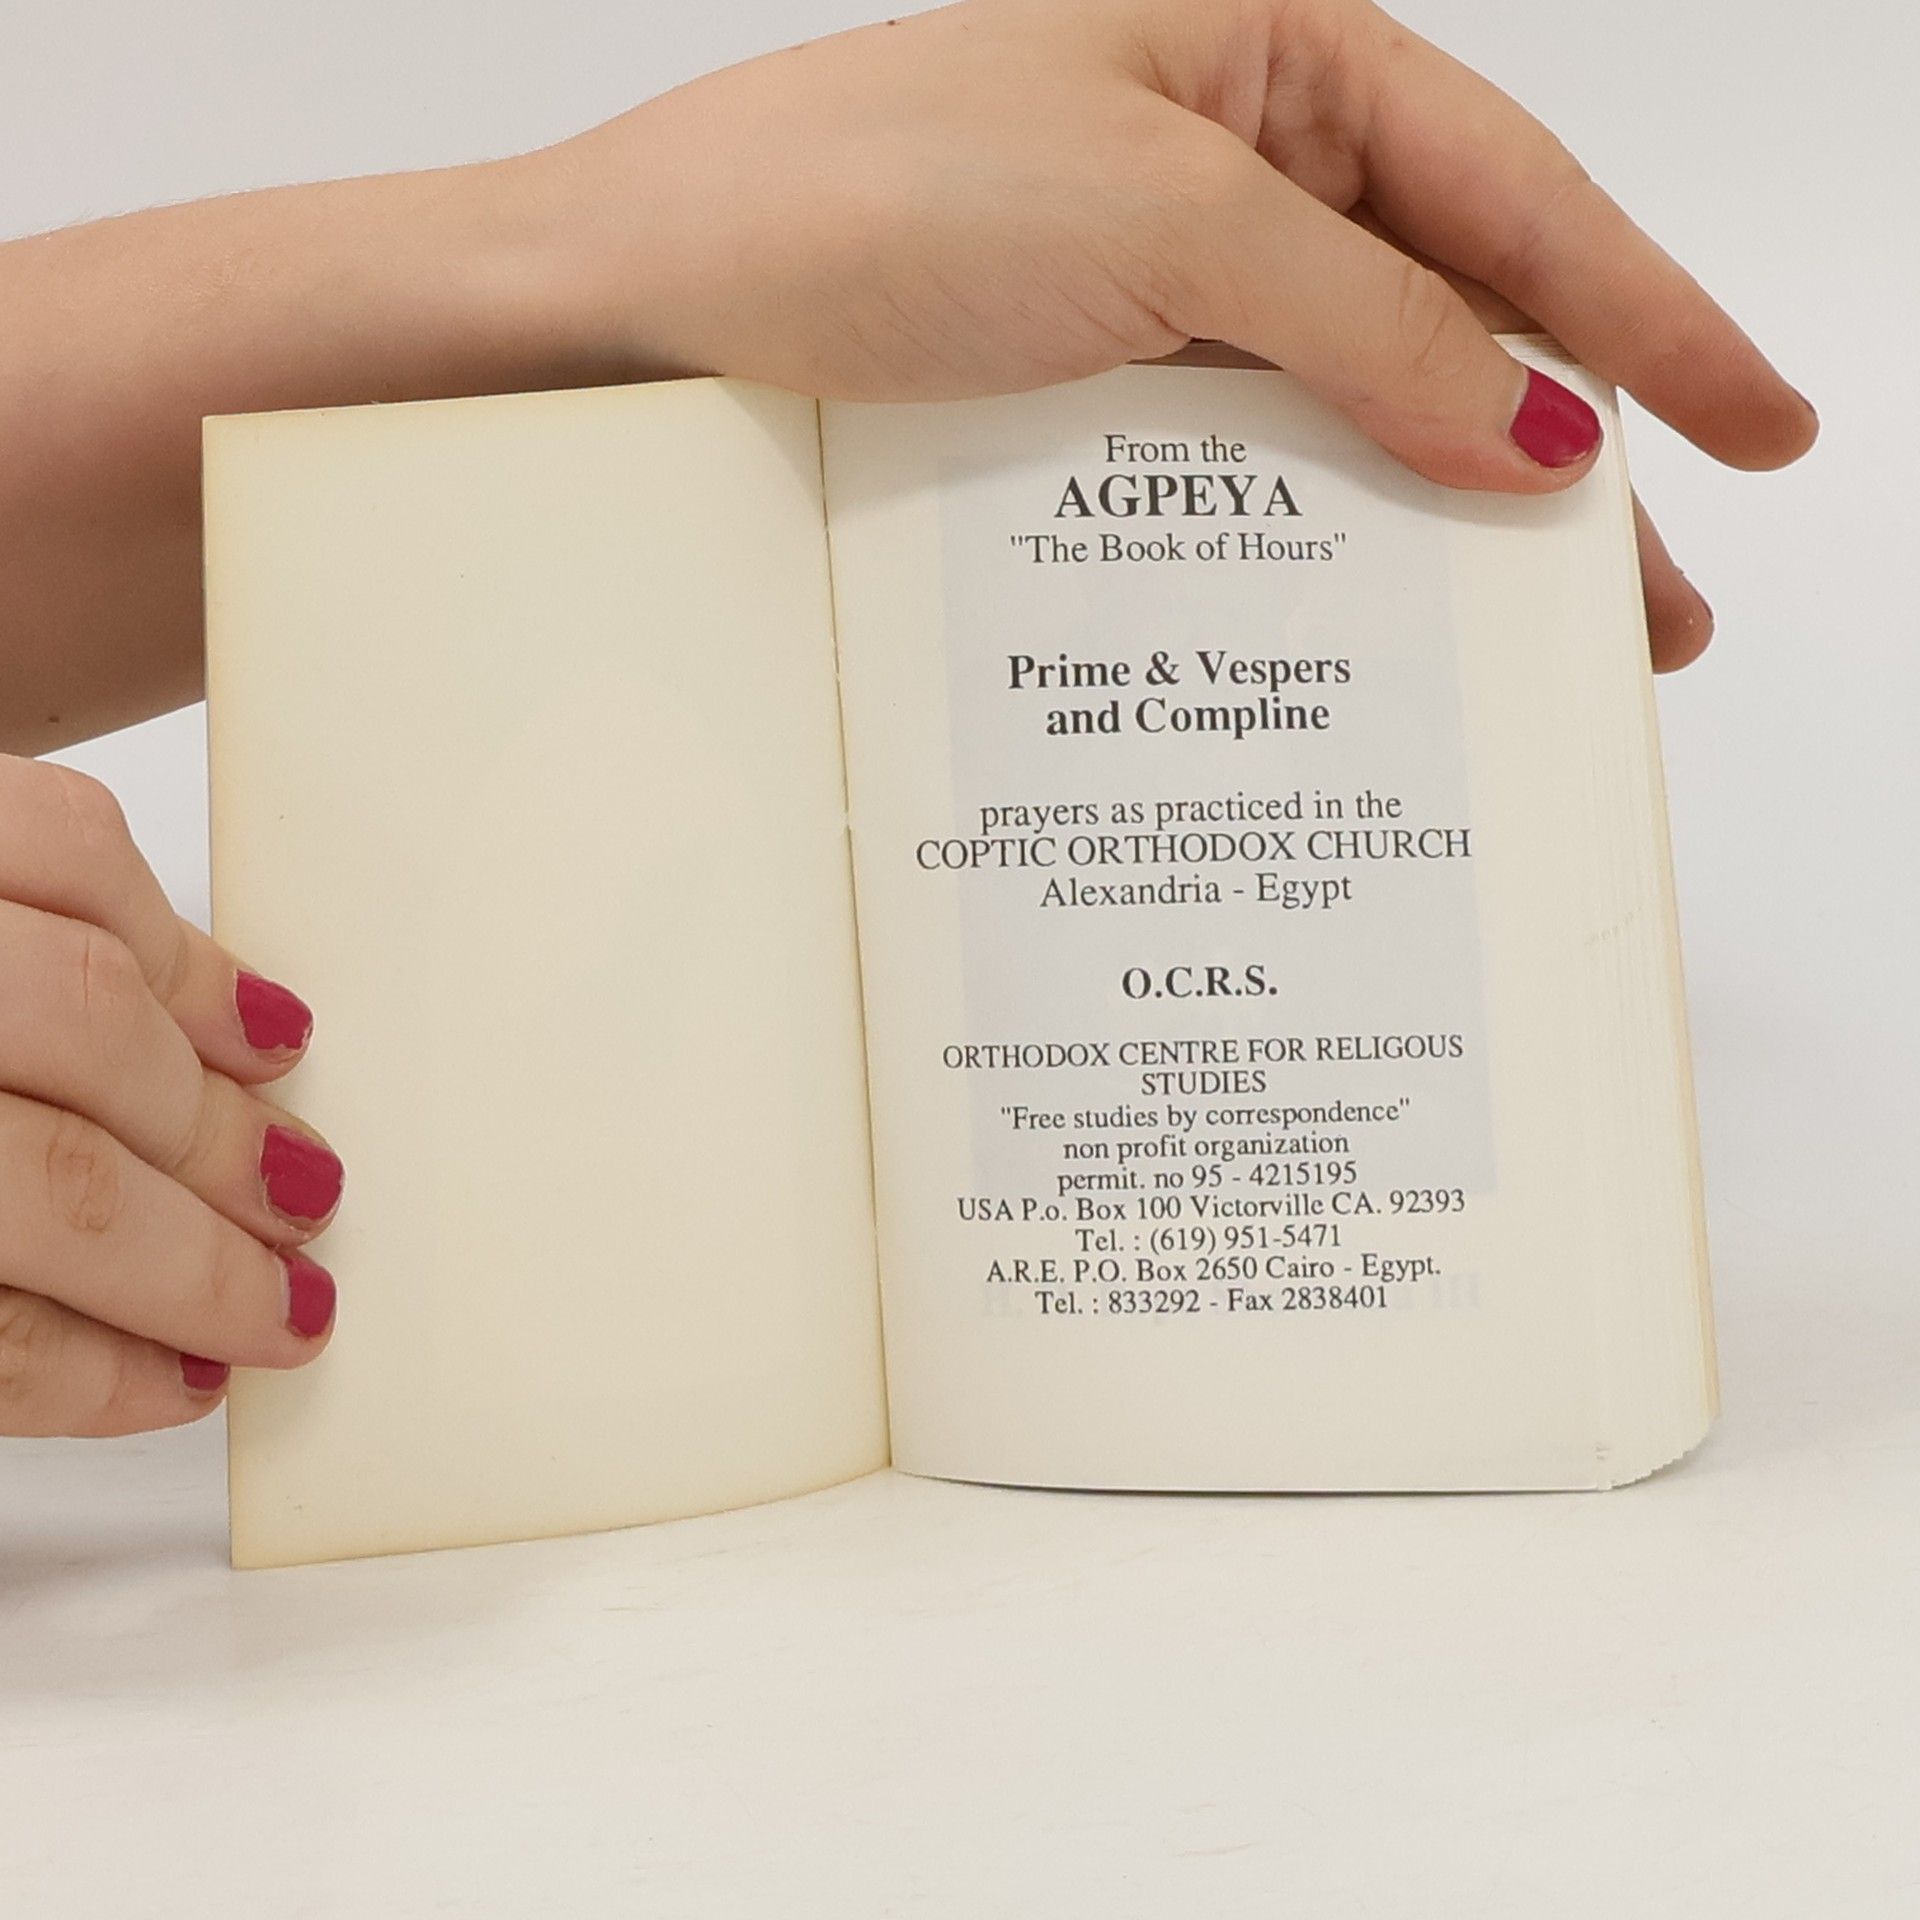 From the
AGPEYA
"The Book of Hours"
Prime & Vespers
and Compline
prayers as practiced in the
COPTIC ORTHODOX CHURCH
Alexandria - Egypt
O.C.R.S.
ORTHODOX CENTRE FOR RELIGOUS
STUDIES
"Free studies by correspondence"
non profit organization
permit. no 95 - 4215195
USA P.o. Box 100 Victorville CA. 92393
Tel. : (619) 951-5471
A.R.E. P.O. Box 2650 Cairo - Egypt.
Tel. : 833292 - Fax 2838401